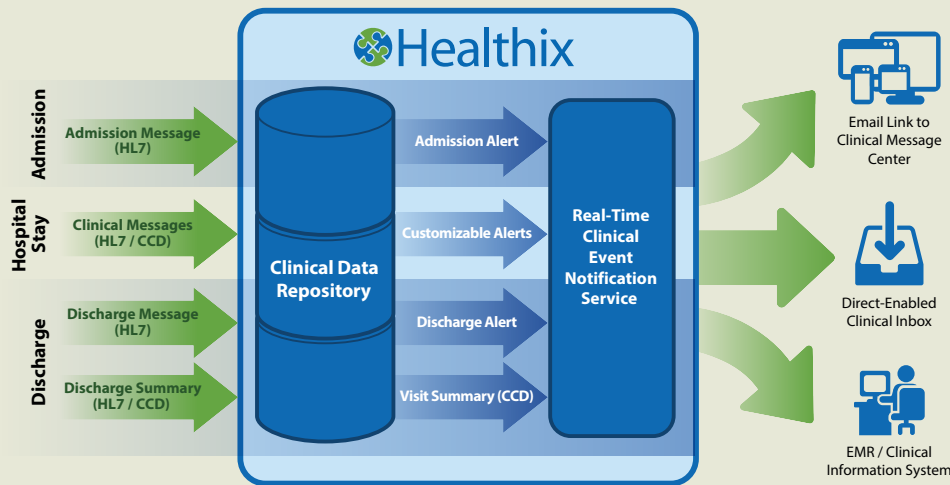 Healthix
Admission
Admission Message
(HL7)
Admission Alert
Hospital
Stay
Clinical Messages
(HL7 / CCD)
Customizable Alerts
Discharge
Discharge Message
(HL7)
Discharge Alert
Discharge Summary
(HL7 / CCD)
Visit Summary (CCD)
Clinical Data
Repository
Real-Time
Clinical
Event
Notification
Service
Email Link to
Clinical Message
Center
Direct-Enabled
Clinical Inbox
EMR / Clinical
Information System